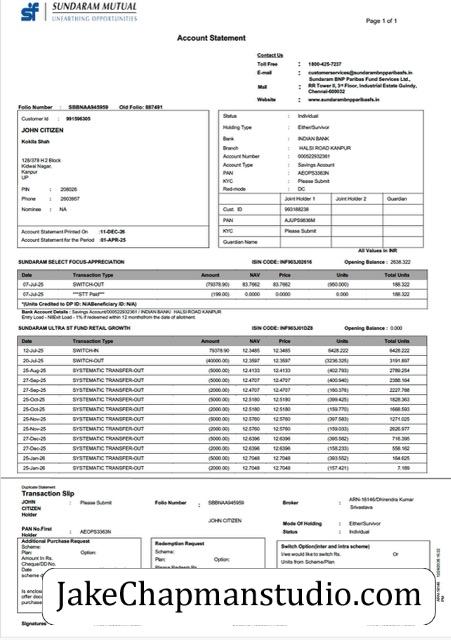 SUNDARAM MUTUAL
UNEARTHING OPPORTUNITIES
Page 1 of 1
Account Statement
Contact Us
Toll Free : 1800-425-7237
E-mail : customerservices@sundarambnpparibasfs.in
Mail : Sundaram BNP Paribas Fund Services Ltd., RR Tower II, 3rd Floor, Industrial Estate Guindy, Chennai-600032
Website : www.sundarambnpparibasfs.in
Folio Number : SBBNAA945959 Old Folio: 887491
Customer Id : 991596305
JOHN CITIZEN
Kokila Shah
128/378 H 2 Block
Kidwai Nagar,
Kanpur
UP
PIN : 208026
Phone : 2603957
Nominee : NA
Account Statement Printed On :11-DEC-26
Account Statement for the Period :01-APR-25
Status : Individual
Holding Type : Either/Survivor
Bank : INDIAN BANK
Branch : HALSI ROAD KANPUR
Account Number : 000522932361
Account Type : Savings Account
PAN : AEOPS3363N
KYC : Please Submit
Red-mode : DC
Joint Holder 1 Joint Holder 2 Guardian
Cust. ID 993188238
PAN AJUPS9836M
KYC Please Submit
Guardian Name
All Values in INR
SUNDARAM SELECT FOCUS-APPRECIATION ISIN CODE: INF903J02616 Opening Balance : 2638.322
Date Transaction Type Amount NAV Price Units Total Units
07-Jul-25 SWITCH-OUT (79378.90) 83.7662 83.7662 (950.000) 188.322
07-Jul-25 ***STT Paid*** (199.00) 0.0000 0.0000 0.000 188.322
*(Units Credited to DP ID: N/ABeneficiary ID: N/A)
Bank Account Details : Savings Account/000522932361 / INDIAN BANK/ HALSI ROAD KANPUR
Entry Load - Nil/Exit Load - 1% if redeemed within 12 monthsfrom the date of allotment.
SUNDARAM ULTRA ST FUND RETAIL GROWTH ISIN CODE: INF903J01DZ8 Opening Balance : 0.000
Date Transaction Type Amount NAV Price Units Total Units
12-Jul-25 SWITCH-IN 79378.90 12.3485 12.3485 6428.222 6428.222
20-Jul-25 SWITCH-OUT (40000.00) 12.3597 12.3597 (3236.325) 3191.897
25-Aug-25 SYSTEMATIC TRANSFER-OUT (5000.00) 12.4133 12.4133 (402.793) 2789.254
27-Sep-25 SYSTEMATIC TRANSFER-OUT (5000.00) 12.4707 12.4707 (400.940) 2388.164
27-Sep-25 SYSTEMATIC TRANSFER-OUT (2000.00) 12.4707 12.4707 (160.376) 2227.788
25-Oct-25 SYSTEMATIC TRANSFER-OUT (5000.00) 12.5180 12.5180 (399.425) 1828.363
25-Oct-25 SYSTEMATIC TRANSFER-OUT (2000.00) 12.5180 12.5180 (159.770) 1668.593
25-Nov-25 SYSTEMATIC TRANSFER-OUT (5000.00) 12.5760 12.5760 (397.583) 1271.025
25-Nov-25 SYSTEMATIC TRANSFER-OUT (2000.00) 12.5760 12.5760 (159.033) 2626.977
27-Dec-25 SYSTEMATIC TRANSFER-OUT (5000.00) 12.6396 12.6396 (395.582) 716.395
27-Dec-25 SYSTEMATIC TRANSFER-OUT (2000.00) 12.6396 12.6396 (158.233) 558.162
25-Jan-26 SYSTEMATIC TRANSFER-OUT (5000.00) 12.7048 12.7048 (393.552) 164.625
25-Jan-26 SYSTEMATIC TRANSFER-OUT (2000.00) 12.7048 12.7048 (157.421) 7.189
Duplicate Statement
Transaction Slip
JOHN CITIZEN Holder : Please Submit
PAN No.First Holder : AEOPS3363N
Folio Number : SBBNAA945959
JOHN CITIZEN
Broker : ARN-16146/Dhirendra Kumar Srivastava
Mode Of Holding : Either/Survivor
Status : Individual
Additional Purchase Request
Scheme:
Plan: Option:
Amount In Rs.
Cheque/DD No.
Date
Redemption Request
Scheme:
Plan: Option:
Switch Option(inter and intra scheme)
I/we would like to switch Rs. Or
Units from Scheme/Plan
JakeChapmanstudio.com
Signatures